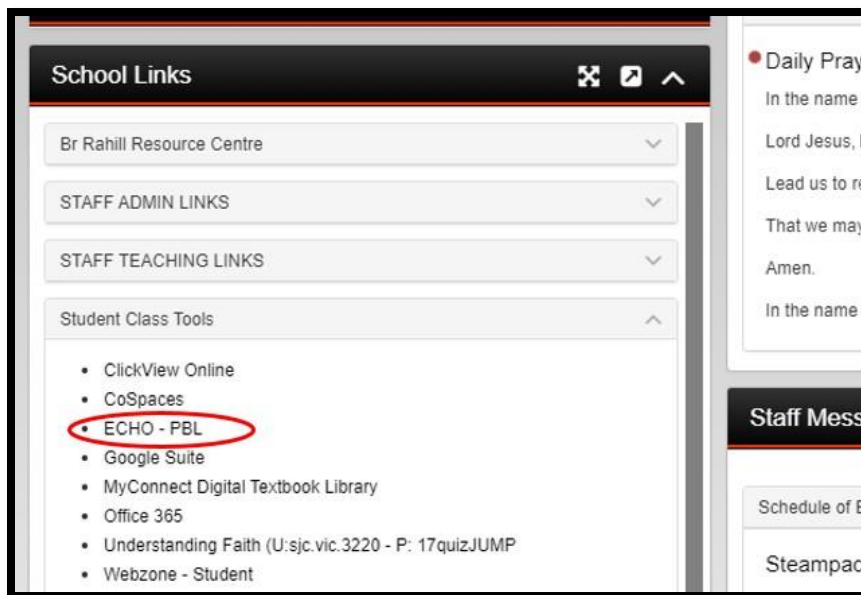 School Links
Br Rahill Resource Centre
STAFF ADMIN LINKS
STAFF TEACHING LINKS
Student Class Tools
ClickView Online
CoSpaces
ECHO - PBL
Google Suite
MyConnect Digital Textbook Library
Office 365
Understanding Faith (U:sjc.vic.3220 - P: 17quizJUMP
Webzone - Student
Daily Pray
In the name
Lord Jesus,
Lead us to re
That we may
Amen.
In the name
Staff Mess
Schedule of E
Steampac